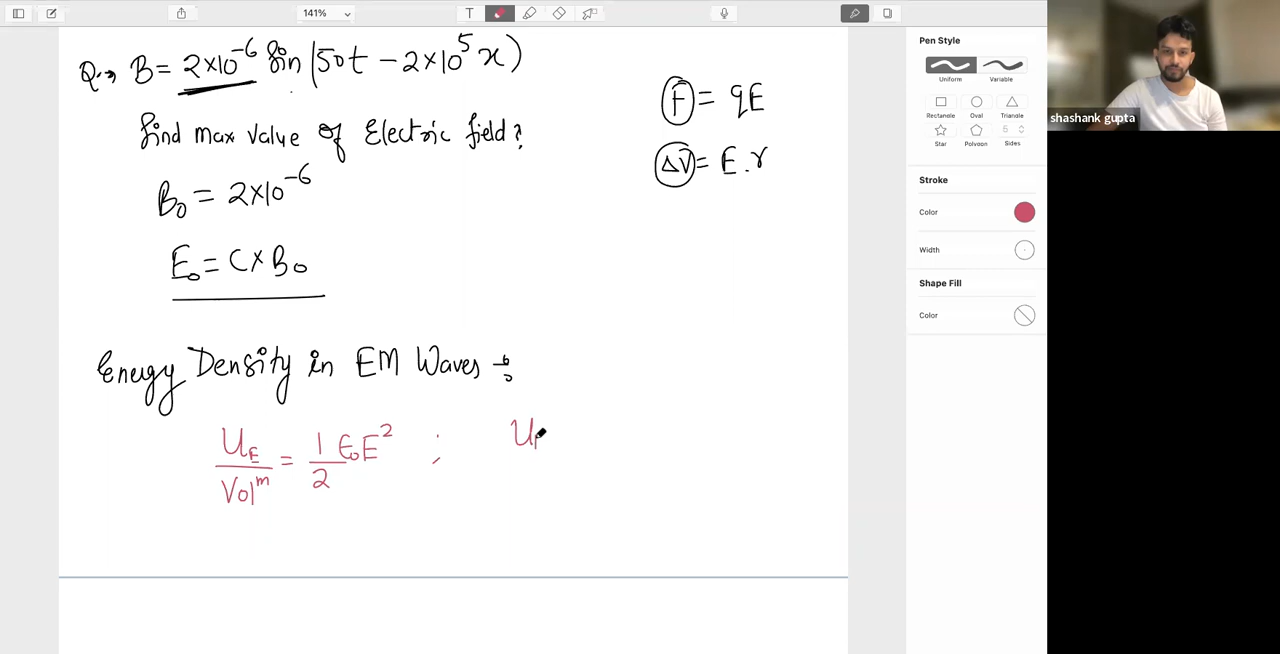 141%
T
Q.→ B = 2×10⁻⁶ sin(50t − 2×10⁵ x)
find max value of Electric field?
B₀ = 2×10⁻⁶
E₀ = C×B₀
F = qE
ΔV = E.r
Energy Density in EM Waves ÷
U_E / Volᵐ = 1/2 ε₀E² ;
U
Pen Style
Uniform Variable
Rectangle Oval Triangle
5
Star Polygon Sides
Stroke
Color
Width
Shape Fill
Color
shashank gupta